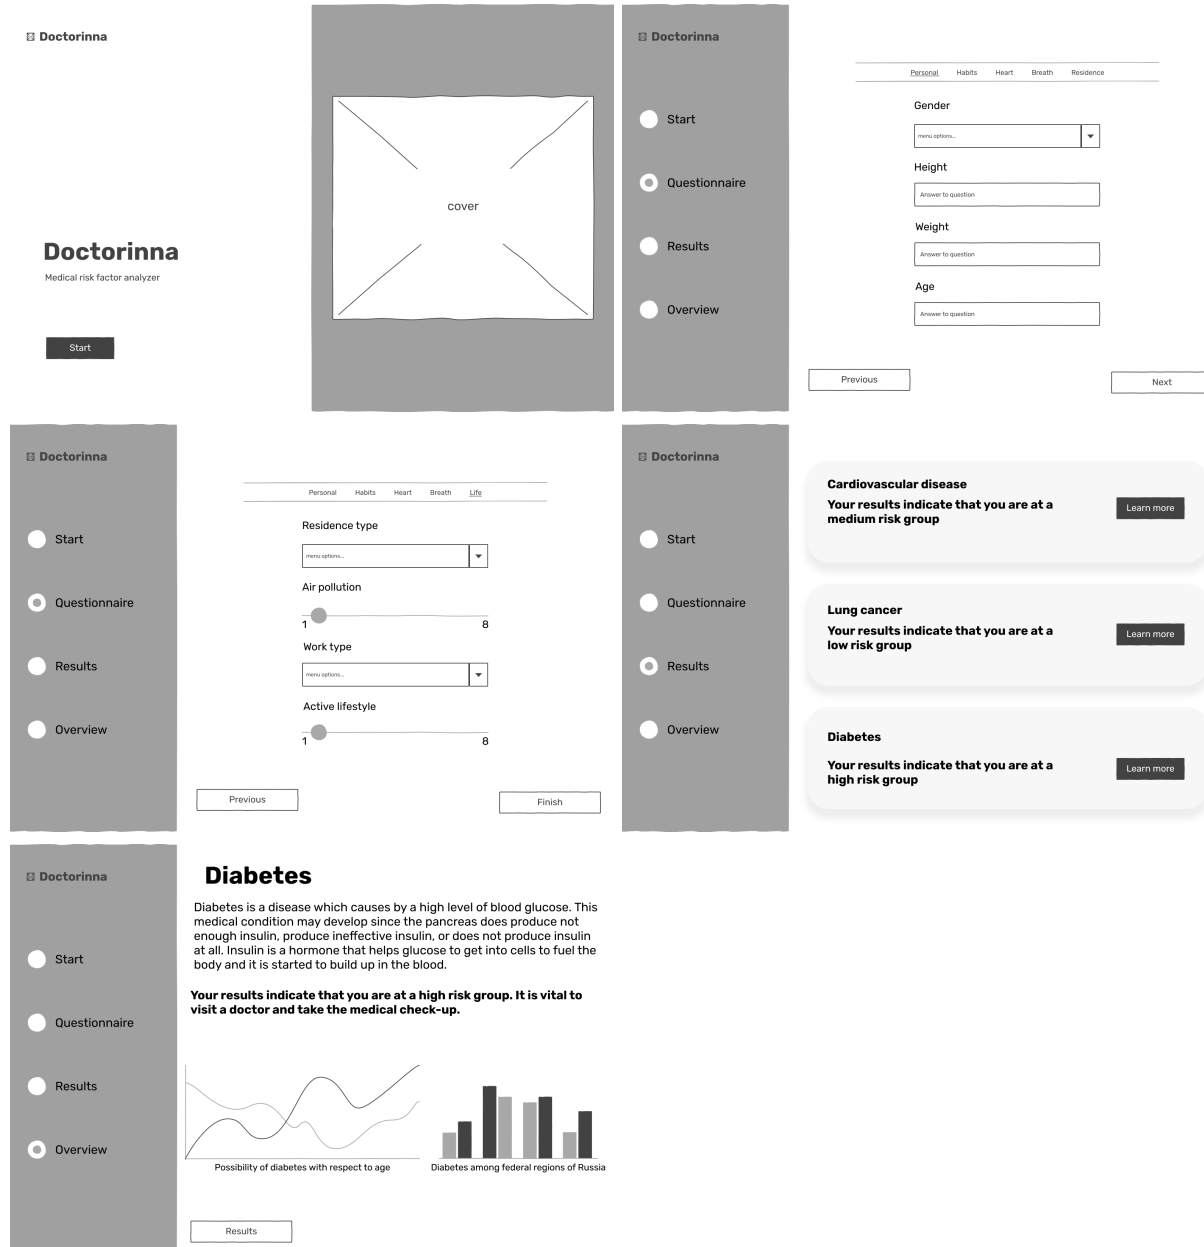 Doctorinna
Doctorinna
Medical risk factor analyzer
Start
cover
Doctorinna
Start
Questionnaire
Results
Overview
Personal Habits Heart Breath Residence
Gender
menu options...
Height
Answer to question
Weight
Answer to question
Age
Answer to question
Previous
Next
Doctorinna
Start
Questionnaire
Results
Overview
Personal Habits Heart Breath Life
Residence type
menu options...
Air pollution
1 8
Work type
menu options...
Active lifestyle
1 8
Previous
Finish
Doctorinna
Start
Questionnaire
Results
Overview
Cardiovascular disease
Your results indicate that you are at a
medium risk group
Learn more
Lung cancer
Your results indicate that you are at a
low risk group
Learn more
Diabetes
Your results indicate that you are at a
high risk group
Learn more
Doctorinna
Start
Questionnaire
Results
Overview
Diabetes
Diabetes is a disease which causes by a high level of blood glucose. This
medical condition may develop since the pancreas does produce not
enough insulin, produce ineffective insulin, or does not produce insulin
at all. Insulin is a hormone that helps glucose to get into cells to fuel the
body and it is started to build up in the blood.
Your results indicate that you are at a high risk group. It is vital to
visit a doctor and take the medical check-up.
Possibility of diabetes with respect to age
Diabetes among federal regions of Russia
Results